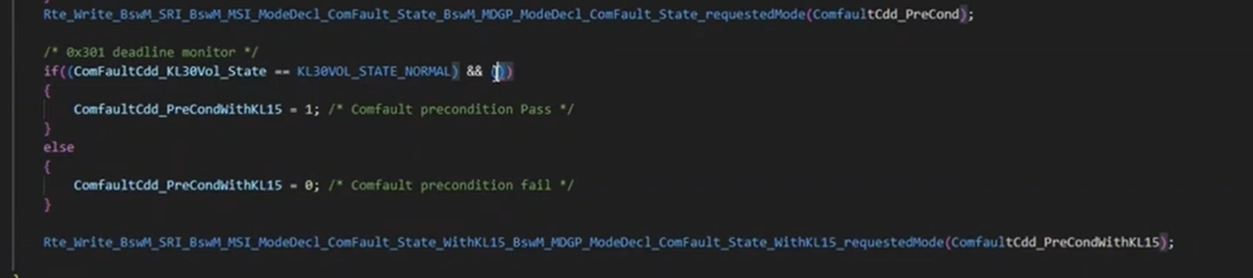 Rte_Write_BswM_SRI_BswM_MSI_ModeDecl_ComFault_State_BswM_MDGP_ModeDecl_ComFault_State_requestedMode(ComfaultCdd_PreCond);
/* 0x301 deadline monitor */
if((ComFaultCdd_KL30Vol_State == KL30VOL_STATE_NORMAL) && ())
{
ComfaultCdd_PreCondWithKL15 = 1; /* Comfault precondition Pass */
}
else
{
ComfaultCdd_PreCondWithKL15 = 0; /* Comfault precondition fail */
}
Rte_Write_BswM_SRI_BswM_MSI_ModeDecl_ComFault_State_WithKL15_BswM_MDGP_ModeDecl_ComFault_State_WithKL15_requestedMode(ComfaultCdd_PreCondWithKL15);